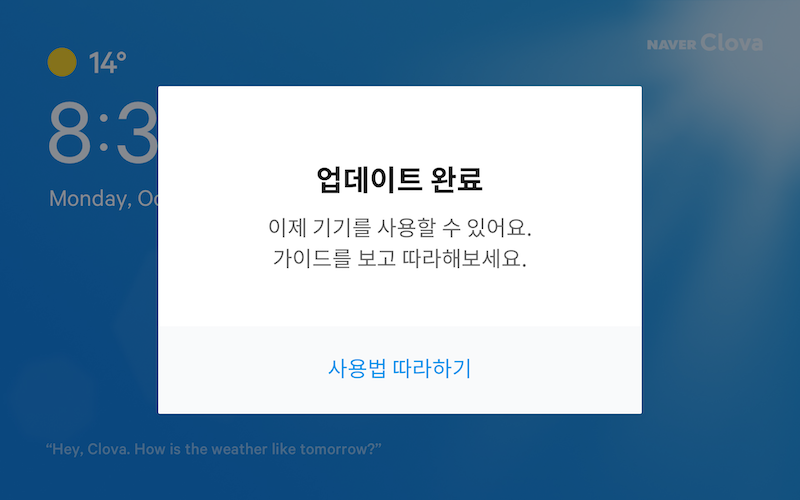 14°
NAVER Clova
8:3
Monday,
업데이트 완료
이제 기기를 사용할 수 있어요.
가이드를 보고 따라해보세요.
사용법 따라하기
“Hey, Clova. How is the weather like tomorrow?”